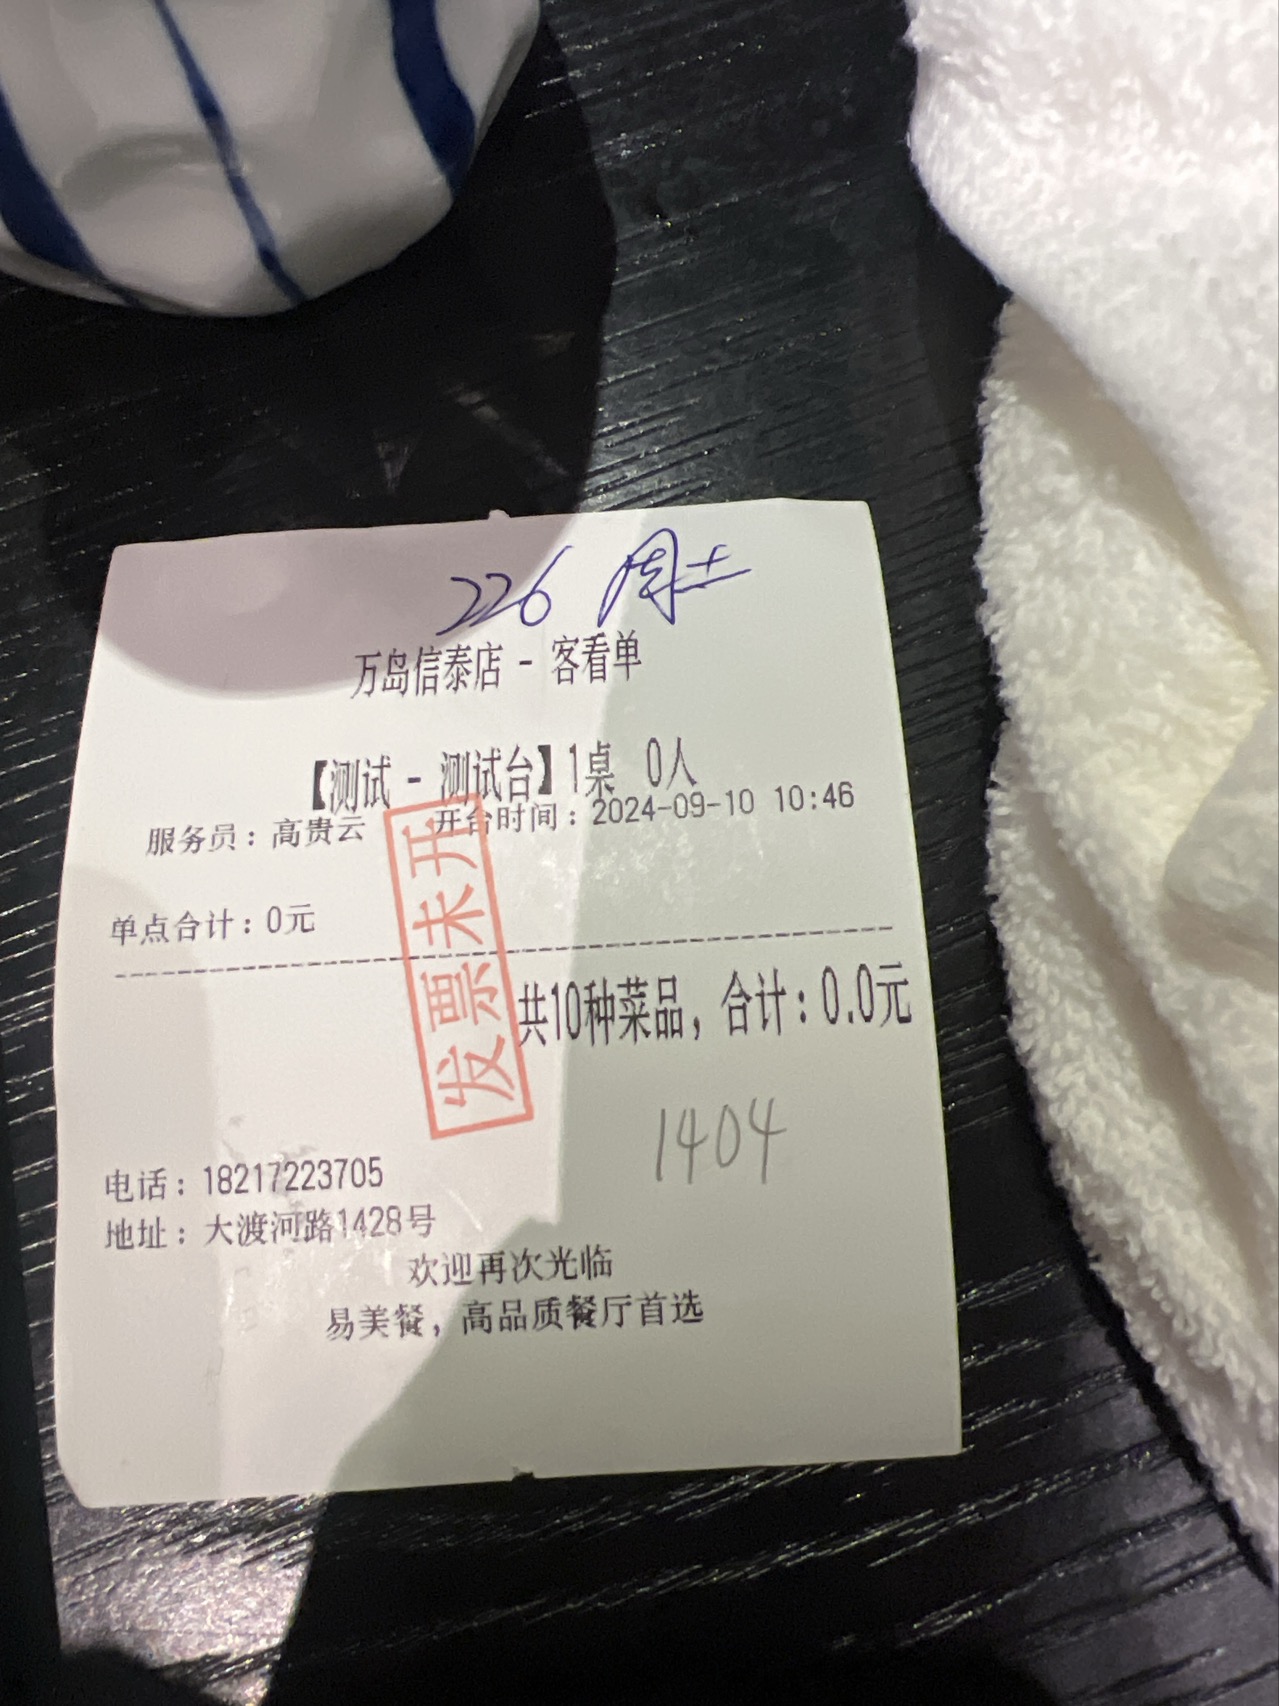 226 周土
万岛信泰店 - 客看单
【测试 - 测试台】1桌 0人
服务员：高贵云 开台时间：2024-09-10 10:46
单点合计：0元
发票未开
共10种菜品，合计：0.0元
1404
电话：18217223705
地址：大渡河路1428号
欢迎再次光临
易美餐，高品质餐厅首选